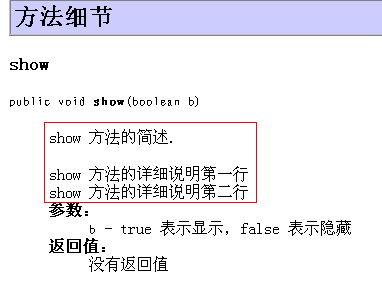 方法细节
show
public void show(boolean b)
show 方法的简述.
show 方法的详细说明第一行
show 方法的详细说明第二行
参数:
b - true 表示显示, false 表示隐藏
返回值:
没有返回值